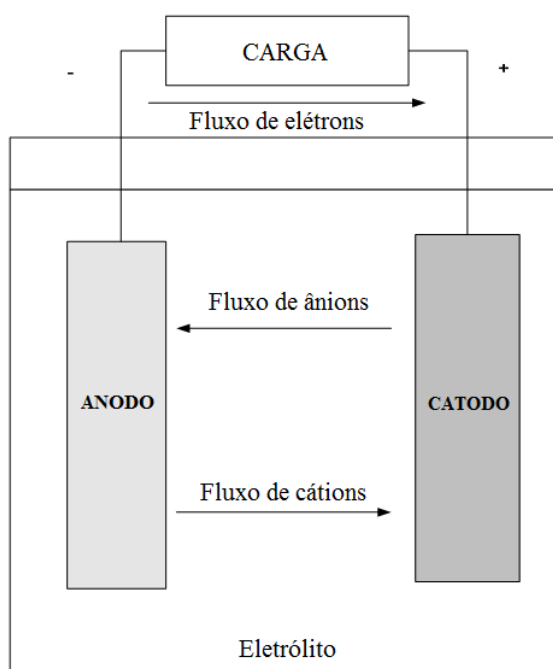 CARGA
-
+
Fluxo de elétrons
Fluxo de ânions
ANODO
CATODO
Fluxo de cátions
Eletrólito